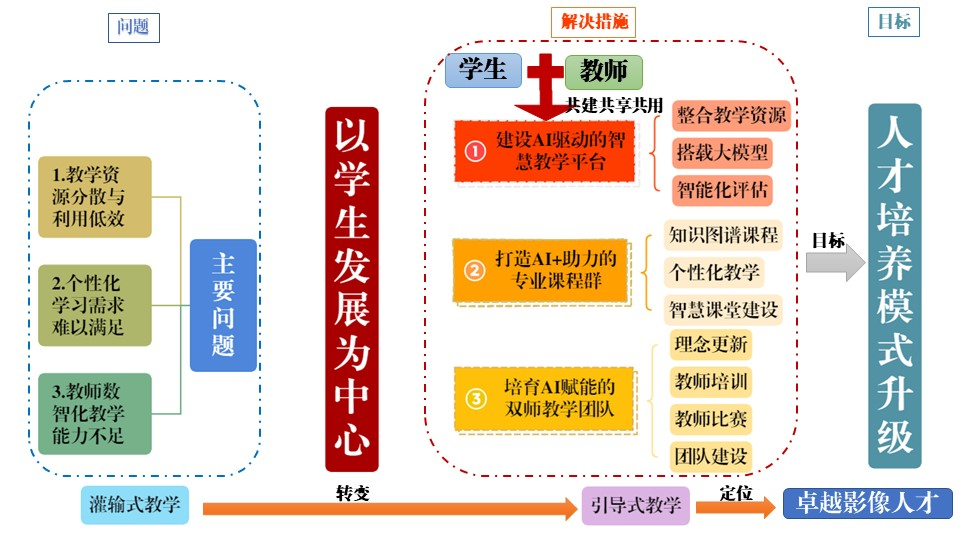 问题
解决措施
目标
1.教学资
源分散与
利用低效
2.个性化
学习需求
难以满足
3.教师数
智化教学
能力不足
主要问题
以学生发展为中心
学生
教师
共建共享共用
①
建设AI驱动的智
慧教学平台
整合教学资源
搭载大模型
智能化评估
②
打造AI+助力的
专业课程群
知识图谱课程
个性化教学
智慧课堂建设
③
培育AI赋能的
双师教学团队
理念更新
教师培训
教师比赛
团队建设
目标
人才培养模式升级
灌输式教学
转变
引导式教学
定位
卓越影像人才